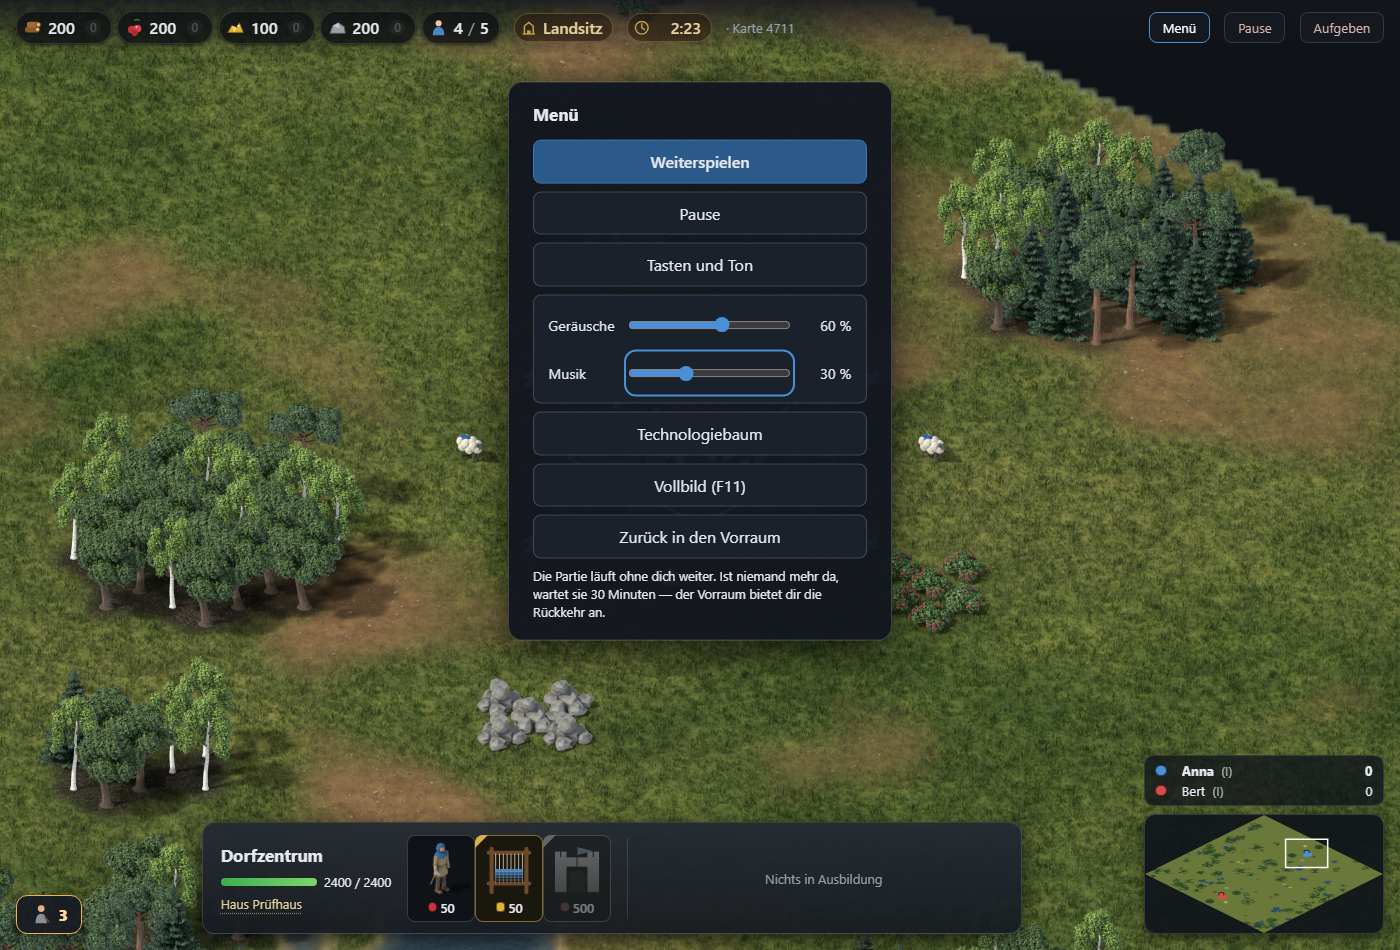 200 0 200 0 100 0 200 0 4 / 5 Landsitz 2:23 · Karte 4711 Menü Pause Aufgeben
Menü
Weiterspielen
Pause
Tasten und Ton
Geräusche 60 %
Musik 30 %
Technologiebaum
Vollbild (F11)
Zurück in den Vorraum
Die Partie läuft ohne dich weiter. Ist niemand mehr da,
wartet sie 30 Minuten — der Vorraum bietet dir die
Rückkehr an.
Anna (I) 0
Bert (I) 0
Dorfzentrum
2400 / 2400
Haus Prüfhaus
50 50 500
Nichts in Ausbildung
3